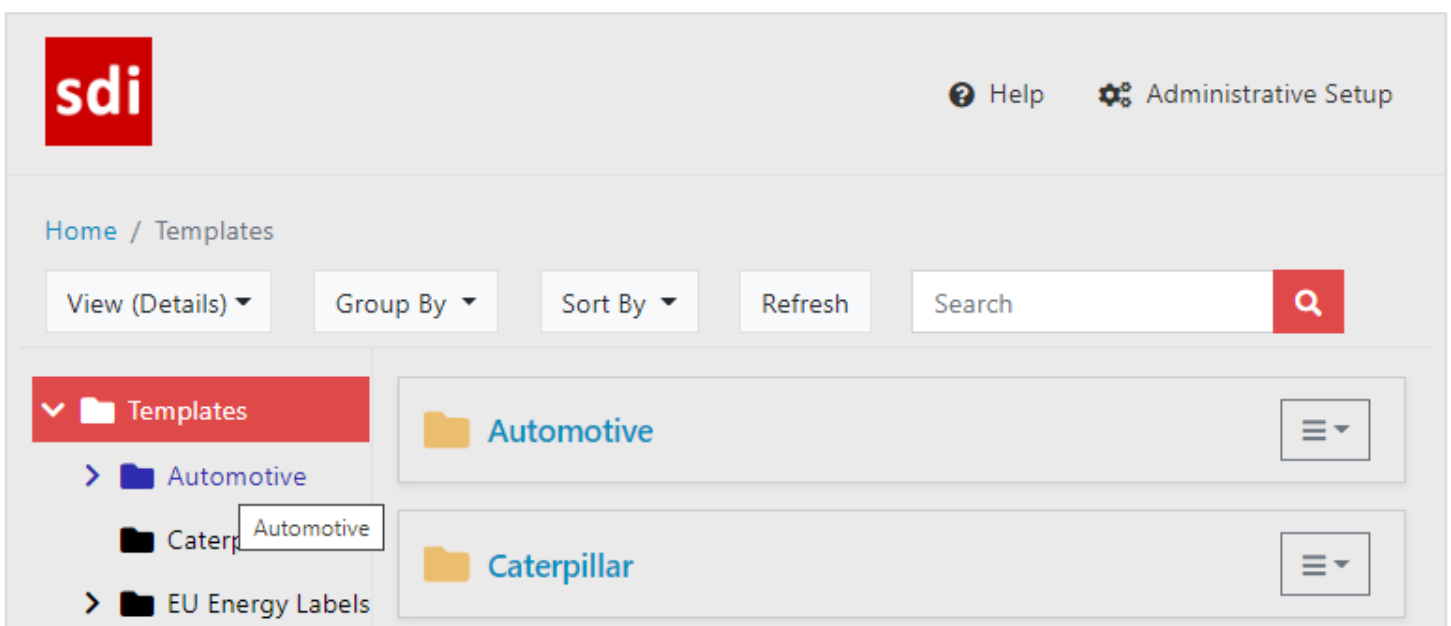 sdi
Help Administrative Setup
Home / Templates
View (Details) Group By Sort By Refresh Search
Templates
Automotive
Automotive
Caterp
EU Energy Labels
Automotive
Caterpillar